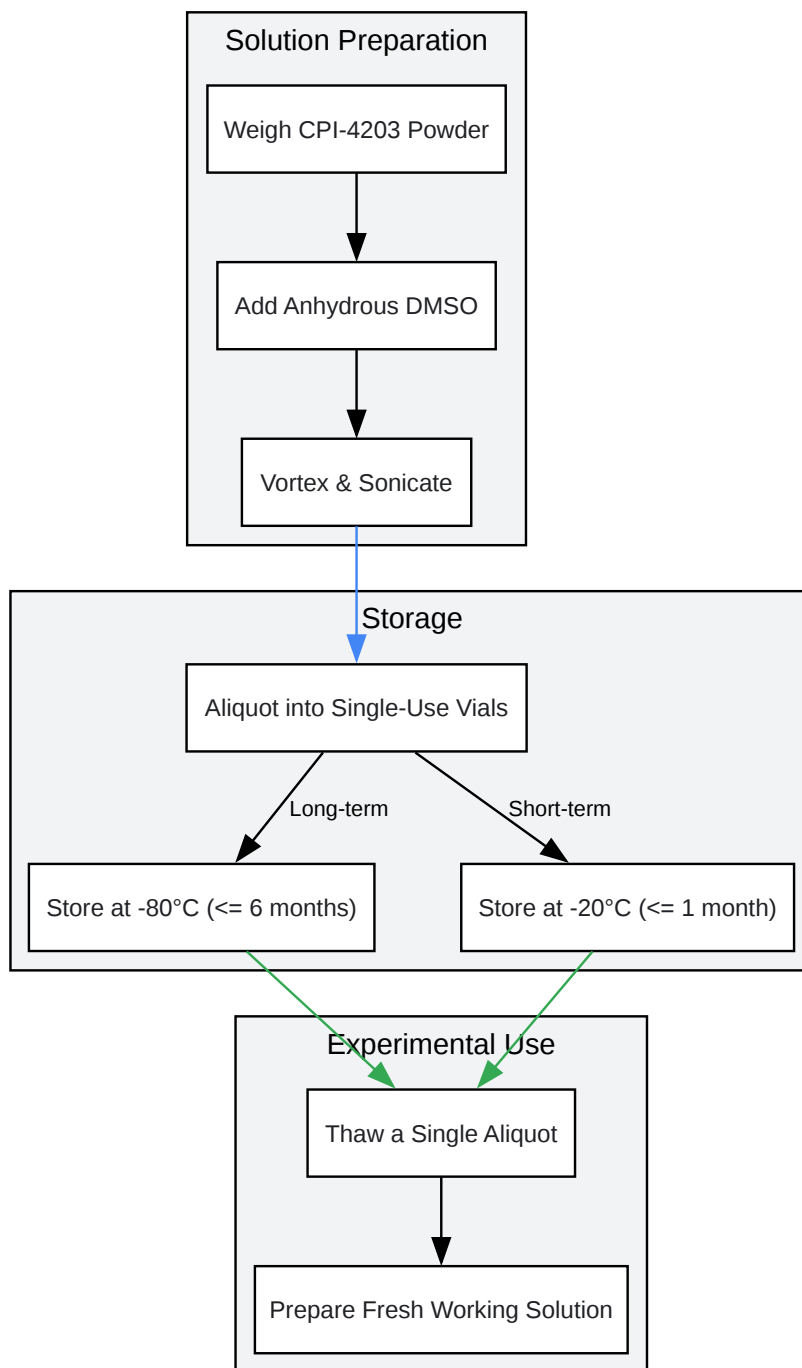 Solution Preparation
Weigh CPI-4203 Powder
Add Anhydrous DMSO
Vortex & Sonicate
Storage
Aliquot into Single-Use Vials
Long-term
Short-term
Store at -80°C (<= 6 months)
Store at -20°C (<= 1 month)
Experimental Use
Thaw a Single Aliquot
Prepare Fresh Working Solution